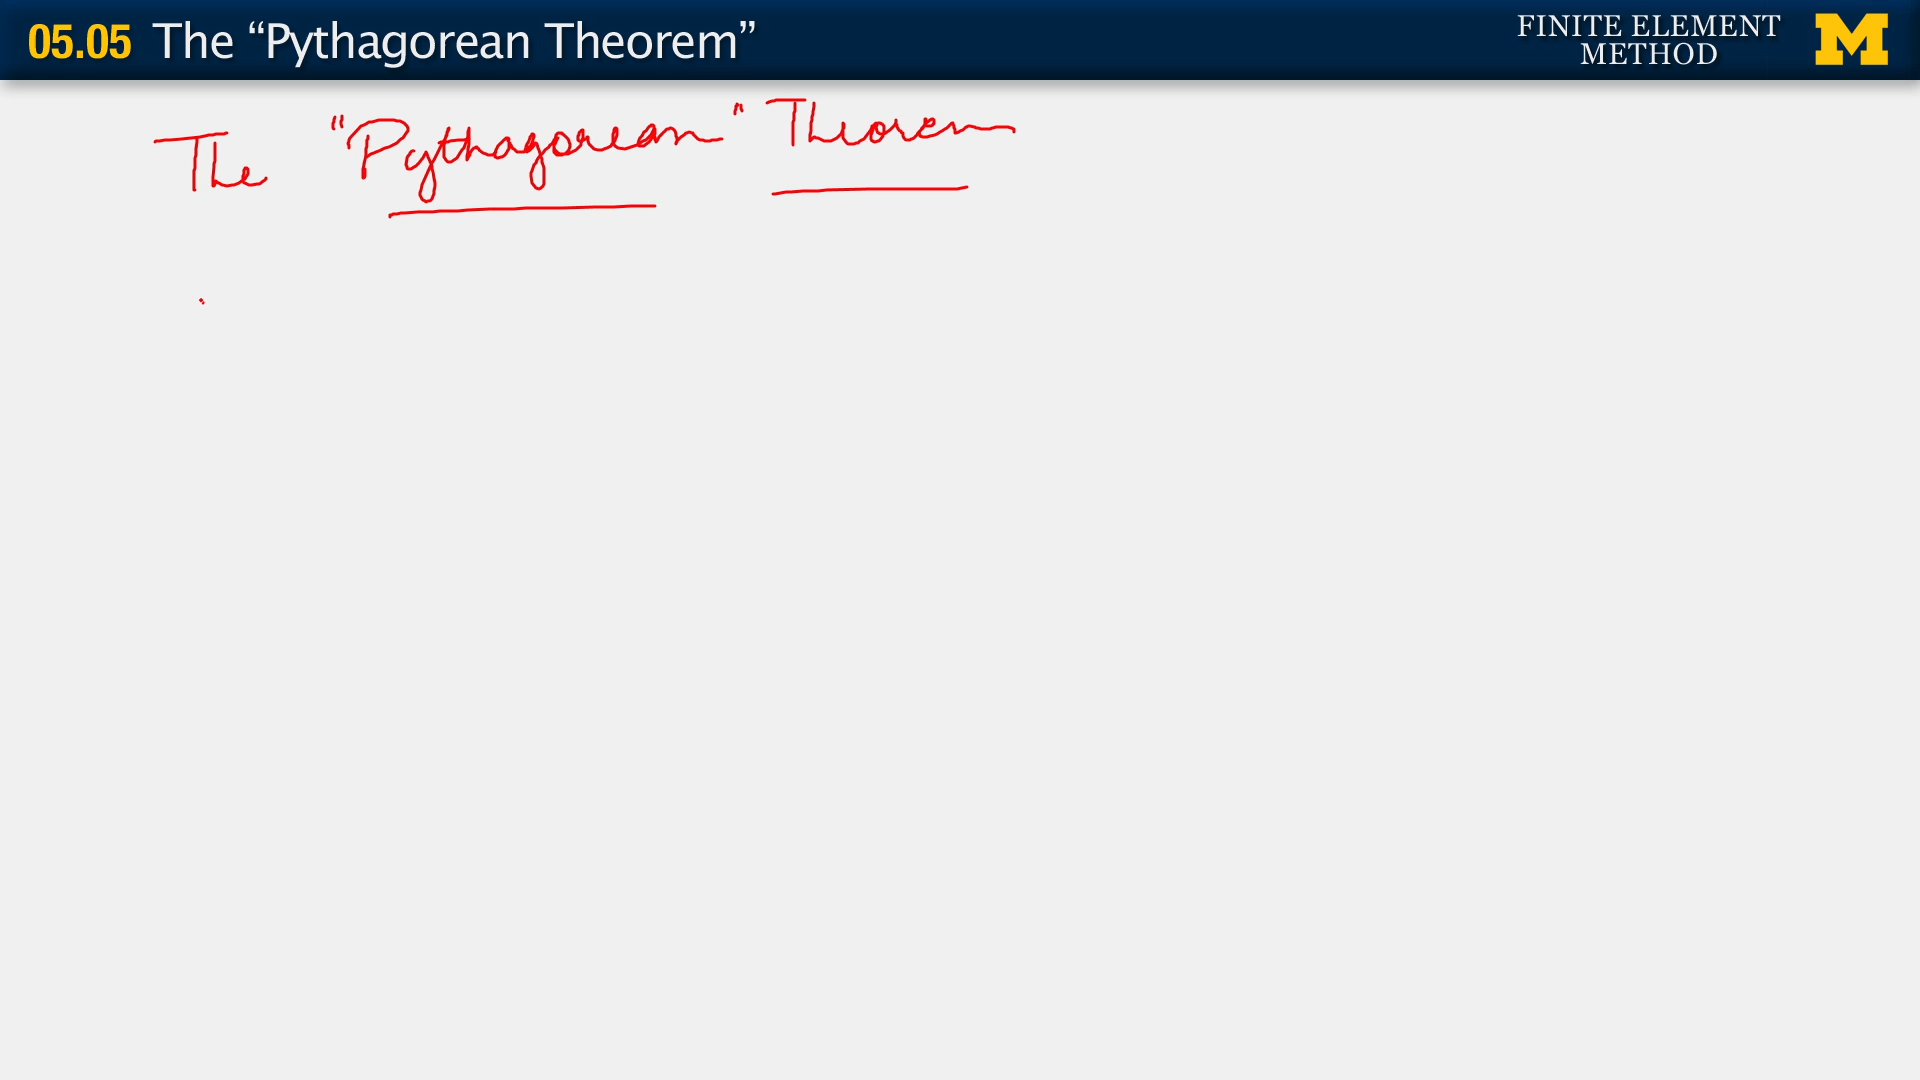 05.05 The “Pythagorean Theorem”
FINITE ELEMENT
METHOD
M
The "Pythagorean" Theorem